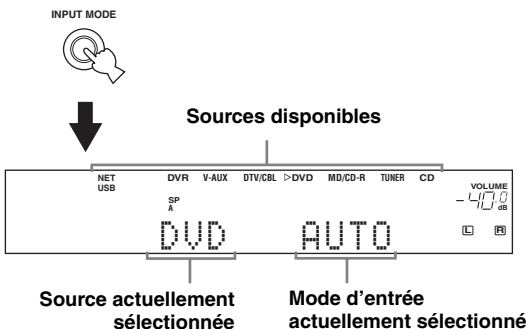 INPUT MODE
Sources disponibles
NET DVR V-AUX DTV/CBL ▷DVD MD/CD-R TUNER CD
USB
VOLUME
SP
A
-40.0
dB
DVD AUTO
L R
Source actuellement
sélectionnée
Mode d'entrée
actuellement sélectionné